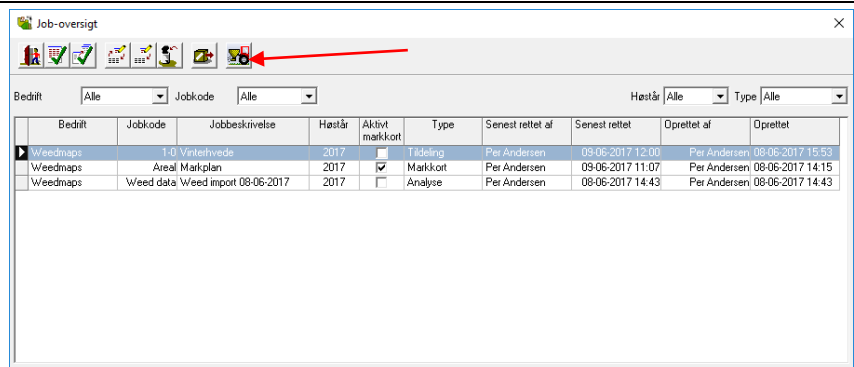 Job-oversigt
Bedrift Alle Jobkode Alle Høstår Alle Type Alle
Bedrift Jobkode Jobbeskrivelse Høstår Aktivt markkort Type Senest rettet af Senest rettet Oprettet af Oprettet
Weedmaps 1-0 Vinterhvede 2017 Tildeling Per Andersen 09-06-2017 12:00 Per Andersen 08-06-2017 15:53
Weedmaps Areal Markplan 2017 Markkort Per Andersen 09-06-2017 11:07 Per Andersen 08-06-2017 14:15
Weedmaps Weed data Weed import 08-06-2017 2017 Analyse Per Andersen 08-06-2017 14:43 Per Andersen 08-06-2017 14:43